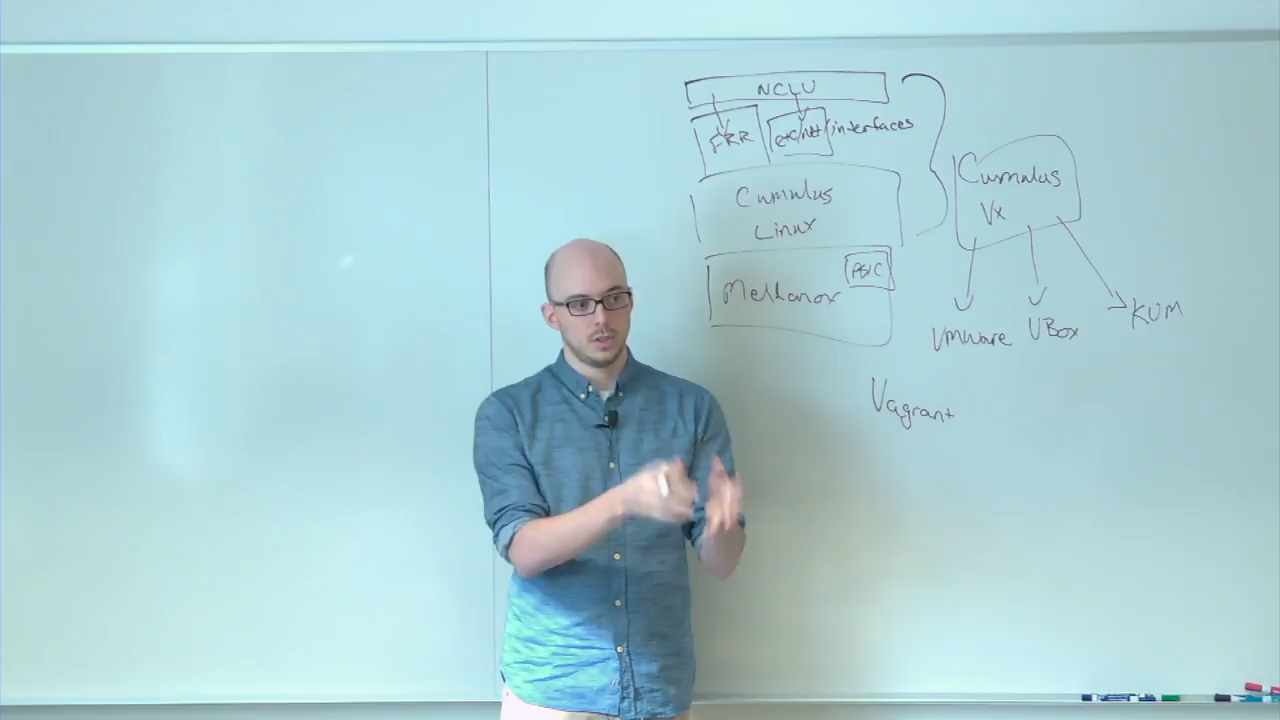 NCLU
FRR etc/net/interfaces
Cumulus
Linux
ASIC
Mellanox
Cumulus
Vx
Vmware VBox KVM
Vagrant